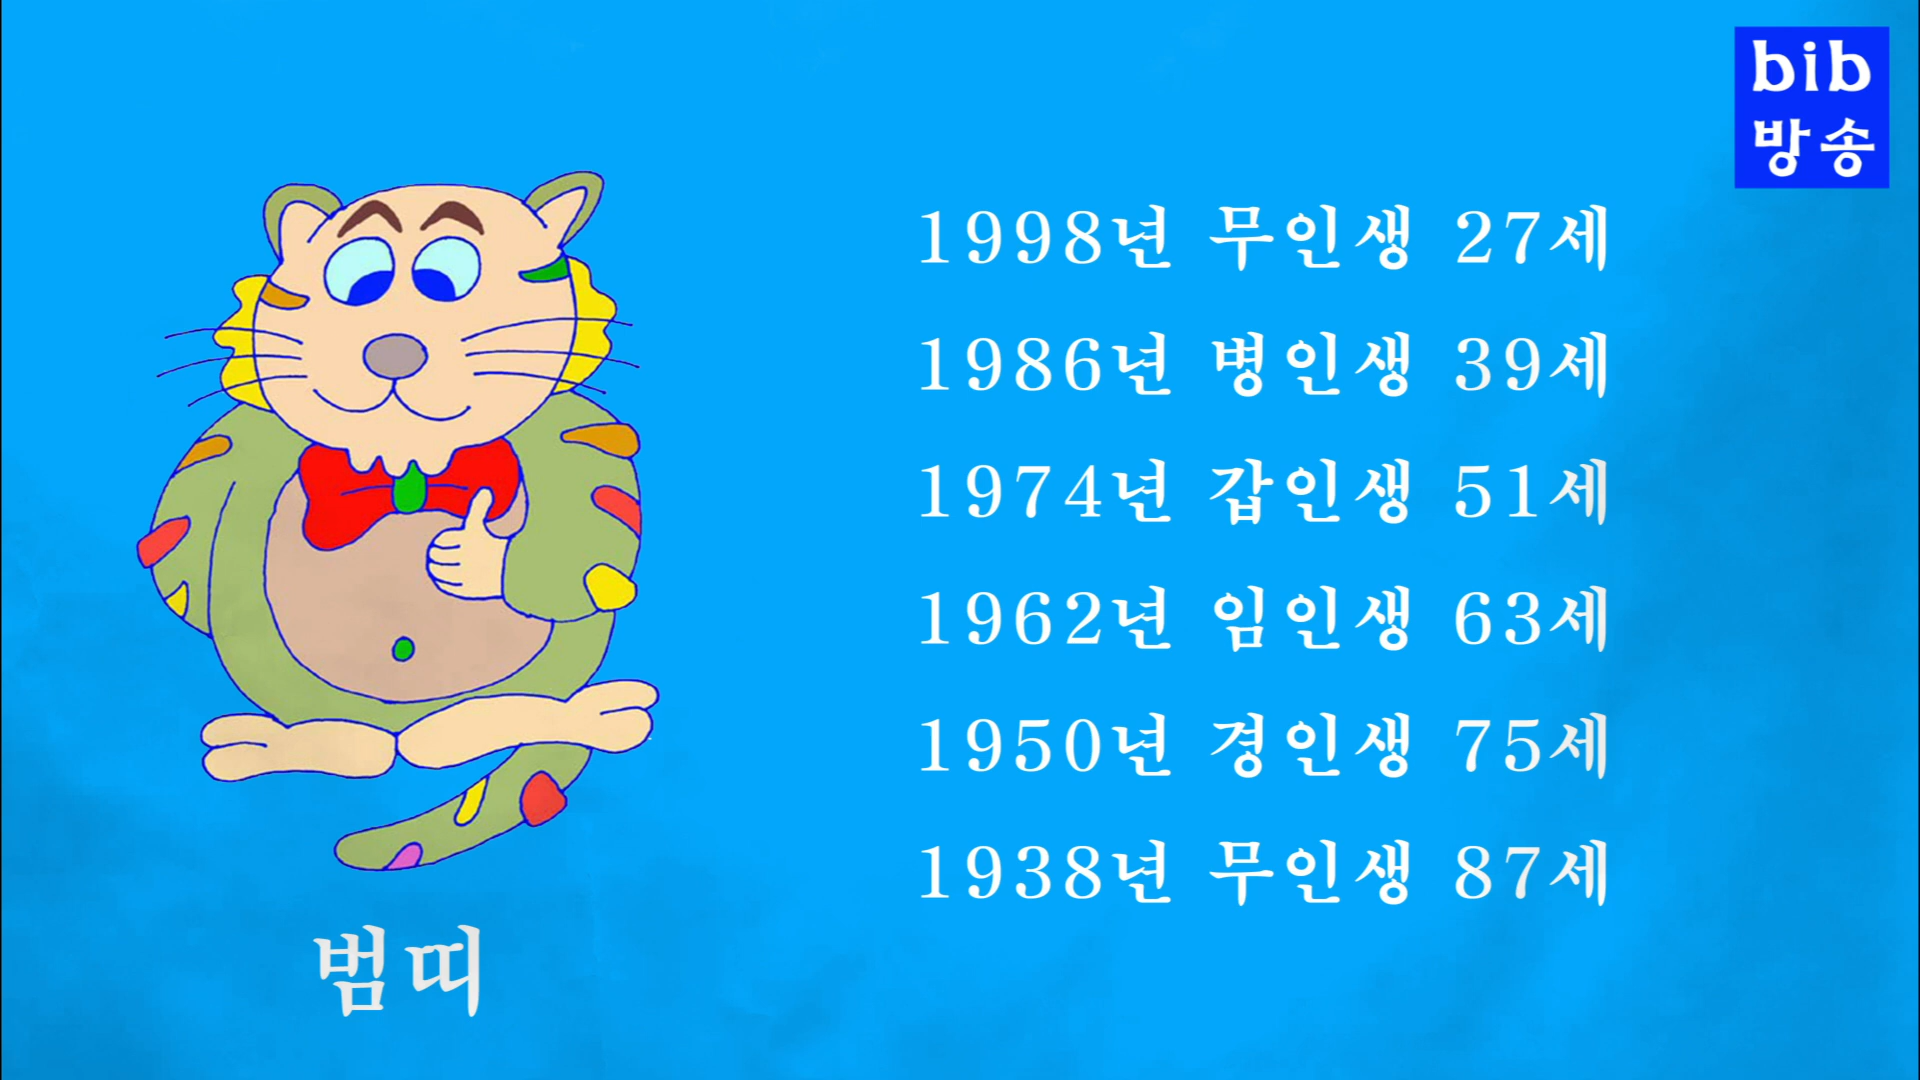 bib
방송
1998년 무인생 27세
1986년 병인생 39세
1974년 갑인생 51세
1962년 임인생 63세
1950년 경인생 75세
1938년 무인생 87세
범띠